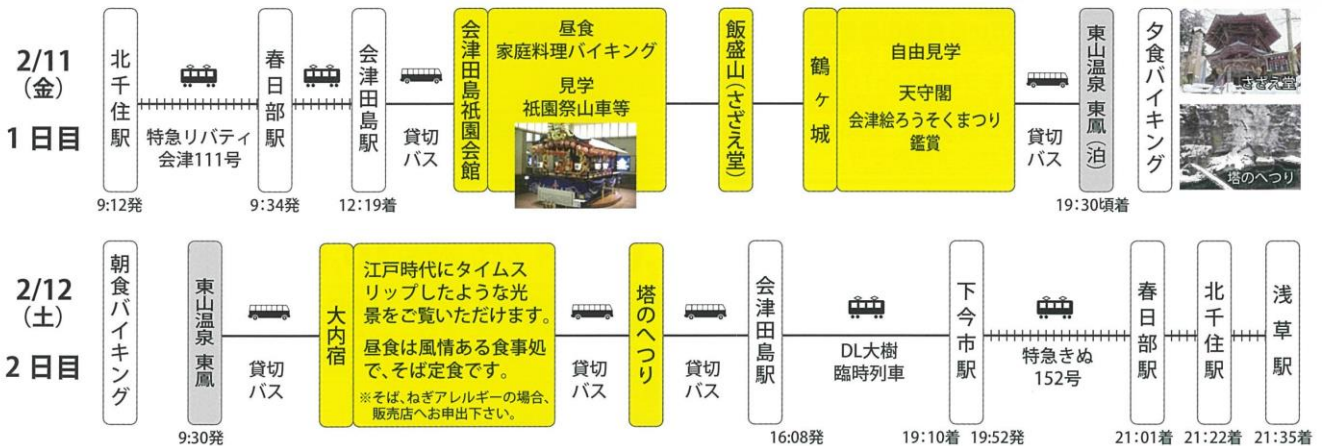 2/11
(金)
1日目
北千住駅
9:12発
特急リバティ
会津111号
春日部駅
9:34発
会津田島駅
12:19着
貸切
バス
会津田島祇園会館
昼食
家庭料理バイキング
見学
祇園祭山車等
飯盛山(さざえ堂)
鶴ヶ城
自由見学
天守閣
会津絵ろうそくまつり
鑑賞
貸切
バス
東山温泉 東鳳(泊)
19:30頃着
夕食バイキング
さざえ堂
塔のへつり
2/12
(土)
2日目
朝食バイキング
東山温泉 東鳳
9:30発
貸切
バス
大内宿
江戸時代にタイムス
リップしたような光
景をご覧いただけます。
昼食は風情ある食事処
で、そば定食です。
※そば、ねぎアレルギーの場合、
販売店へお申出下さい。
貸切
バス
塔のへつり
貸切
バス
会津田島駅
16:08発
DL大樹
臨時列車
下今市駅
19:10着 19:52発
特急きぬ
152号
春日部駅
21:01着
北千住駅
21:22着
浅草駅
21:35着